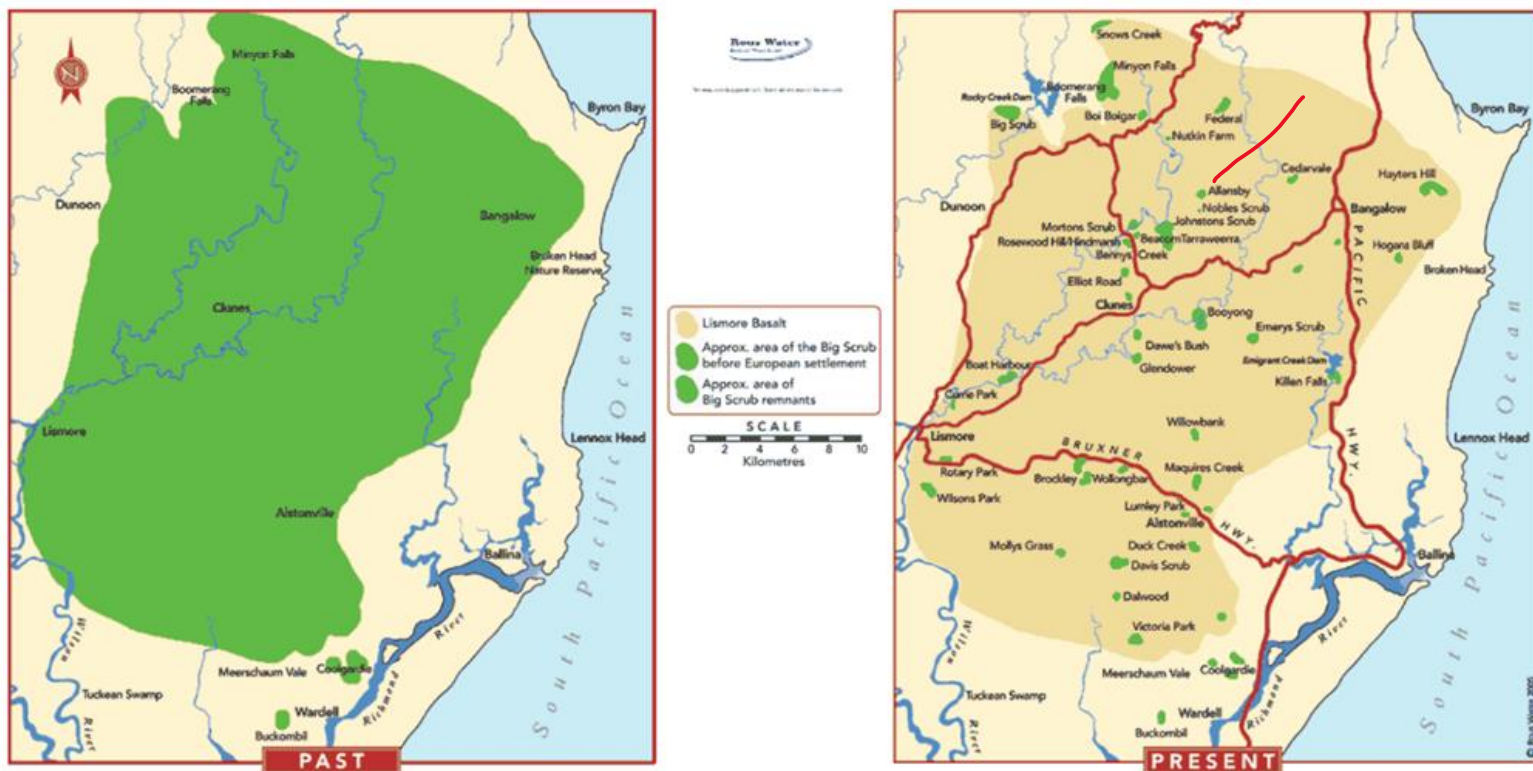 N
Minyon Falls
Boomerang
Falls
Byron Bay
Dunoon
Bangalow
Broken Head
Nature Reserve
Clunes
Lismore
Lennox Head
Alstonville
Ballina
South Pacific Ocean
Wilson
River
Meerschaum Vale
Coolgardie
Richmond
River
Tuckean Swamp
Wardell
Buckombil
PAST
Rous Water
Lismore Basalt
Approx. area of the Big Scrub
before European settlement
Approx. area of
Big Scrub remnants
SCALE
0 2 4 6 8 10
Kilometres
Snows Creek
Minyon Falls
Rocky Creek Dam
Boomerang
Falls
Big Scrub
Boi Boigar
Federal
Nutkin Farm
Byron Bay
Cedarvale
Hayters Hill
Allansby
Dunoon
Nobles Scrub
Bangalow
Mortons Scrub
Johnstons Scrub
Rosewood Hill/Hindmarsh
Beacom
Tarraweerra
Bennys Creek
Hogans Bluff
Broken Head
Elliot Road
Clunes
PACIFIC
HWY.
Booyong
Emerys Scrub
Dawe's Bush
Emigrant Creek Dam
Boat Harbour
Glendower
Killen Falls
Currie Park
Willowbank
Lismore
Lennox Head
BRUXNER
HWY.
Rotary Park
Brockley
Wollongbar
Maquires Creek
Wilsons Park
Lumley Park
Alstonville
Mollys Grass
Duck Creek
Ballina
Davis Scrub
Dalwood
South Pacific Ocean
Victoria Park
Wilson
River
Meerschaum Vale
Coolgardie
Richmond
River
Tuckean Swamp
Wardell
Buckombil
PRESENT